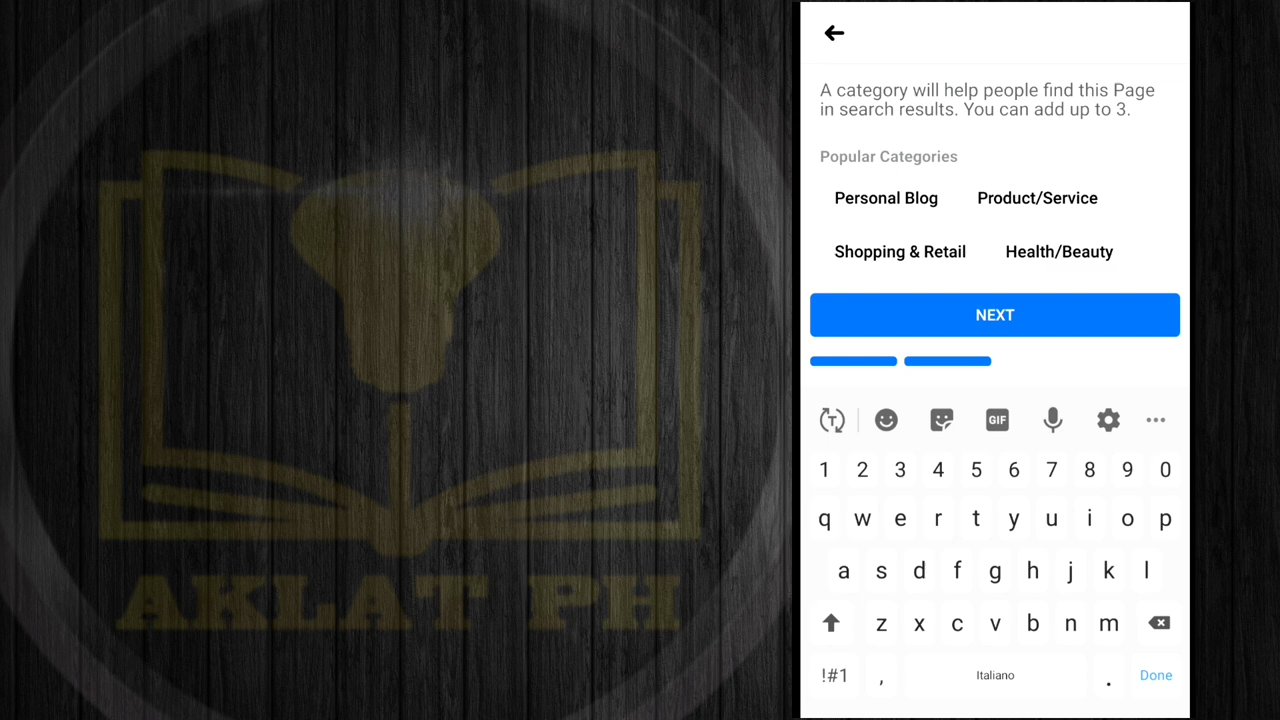 A category will help people find this Page
in search results. You can add up to 3.
Popular Categories
Personal Blog Product/Service
Shopping & Retail Health/Beauty
NEXT
GIF
1 2 3 4 5 6 7 8 9 0
q w e r t y u i o p
a s d f g h j k l
z x c v b n m
!#1 , Italiano . Done
AKLAT PH